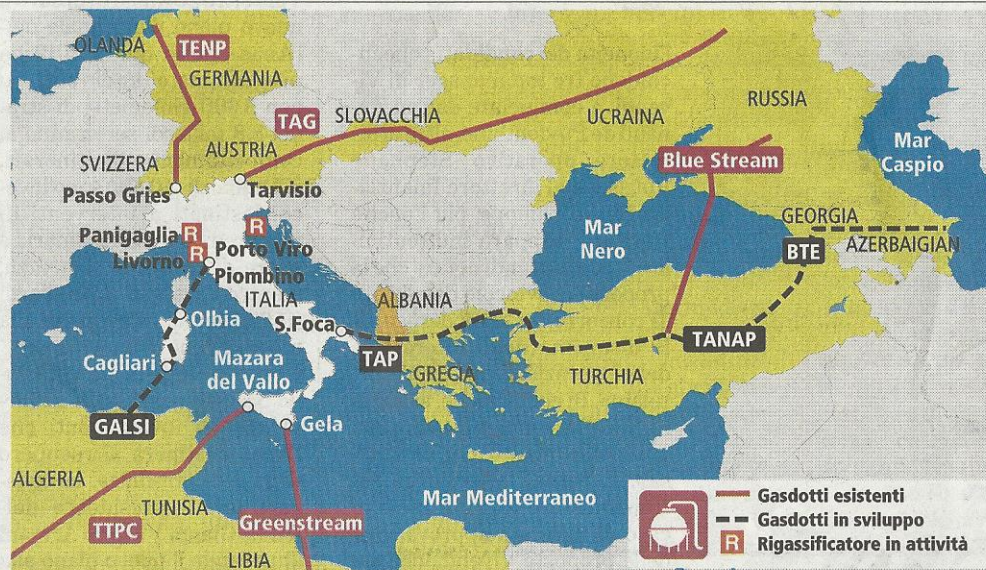 OLANDA
TENP
GERMANIA
TAG
SLOVACCHIA
UCRAINA
RUSSIA
Mar
Caspio
SVIZZERA
AUSTRIA
Blue Stream
Passo Gries
Tarvisio
Panigaglia R
R
Livorno R
Porto Viro
Piombino
Mar
Nero
GEORGIA
AZERBAIGIAN
BTE
ITALIA
ALBANIA
Olbia
S.Foca
TAP
TANAP
Cagliari
Mazara
del Vallo
GRECIA
TURCHIA
GALSI
Gela
ALGERIA
TUNISIA
TTPC
Greenstream
LIBIA
Mar Mediterraneo
Gasdotti esistenti
Gasdotti in sviluppo
R Rigassificatore in attività